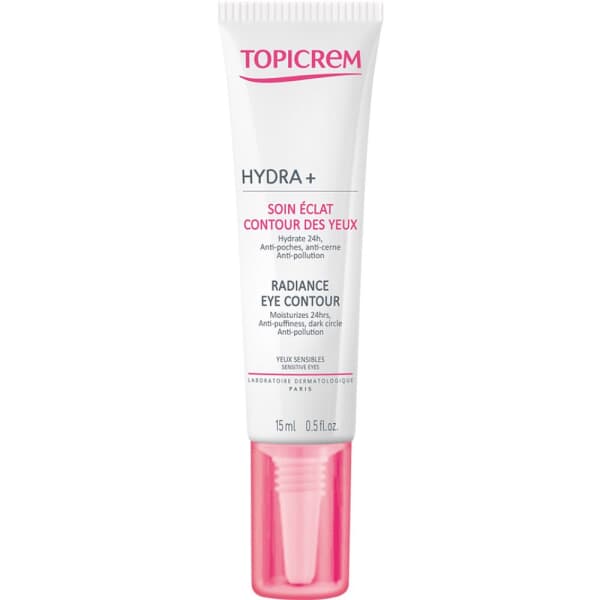 TOPICREM
HYDRA +
SOIN ÉCLAT
CONTOUR DES YEUX
Hydrate 24h,
Anti-poches, anti-cerne
Anti-pollution
RADIANCE
EYE CONTOUR
Moisturizes 24hrs,
Anti-puffiness, dark circle
Anti-pollution
YEUX SENSIBLES
SENSITIVE EYES
LABORATOIRE DERMATOLOGIQUE
PARIS
15 ml 0.5 fl. oz.